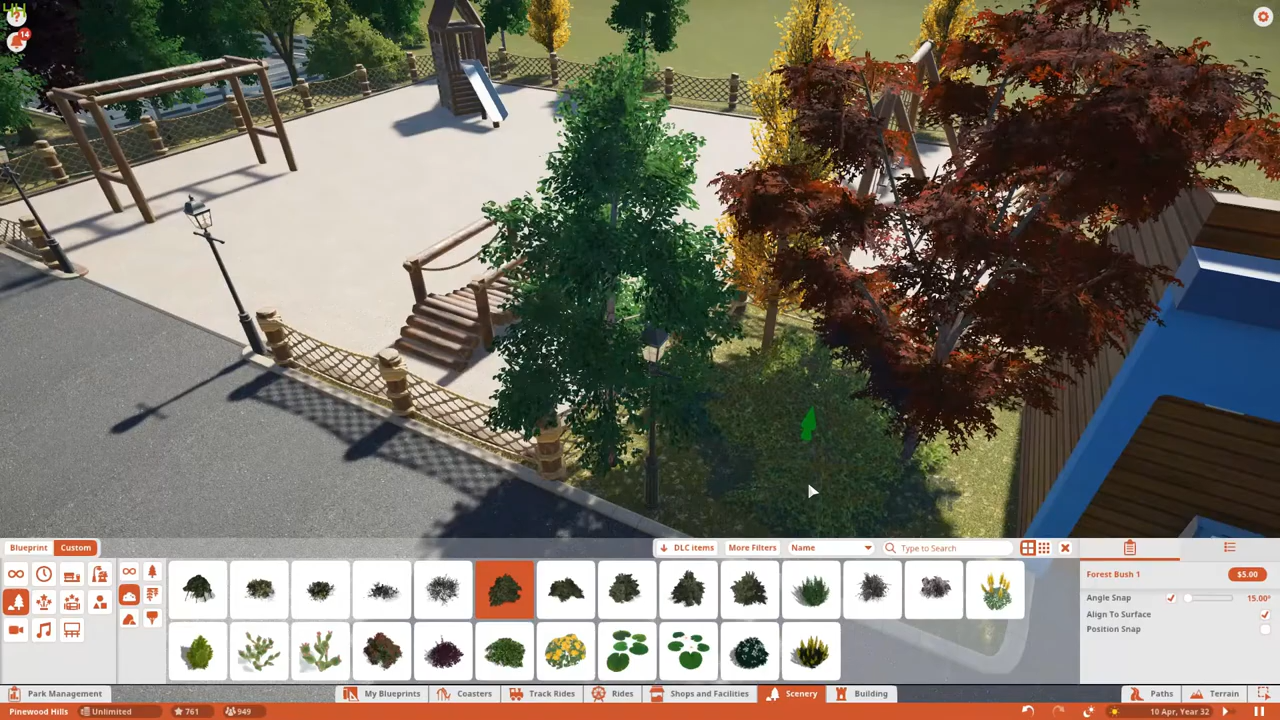 ?
14
Blueprint Custom
DLC items More Filters Name Type to Search
Forest Bush 1 $5.00
Angle Snap 15.00°
Align To Surface
Position Snap
Park Management My Blueprints Coasters Track Rides Rides Shops and Facilities Scenery Building Paths Terrain
Pinewood Hills Unlimited 761 949 10 Apr, Year 32